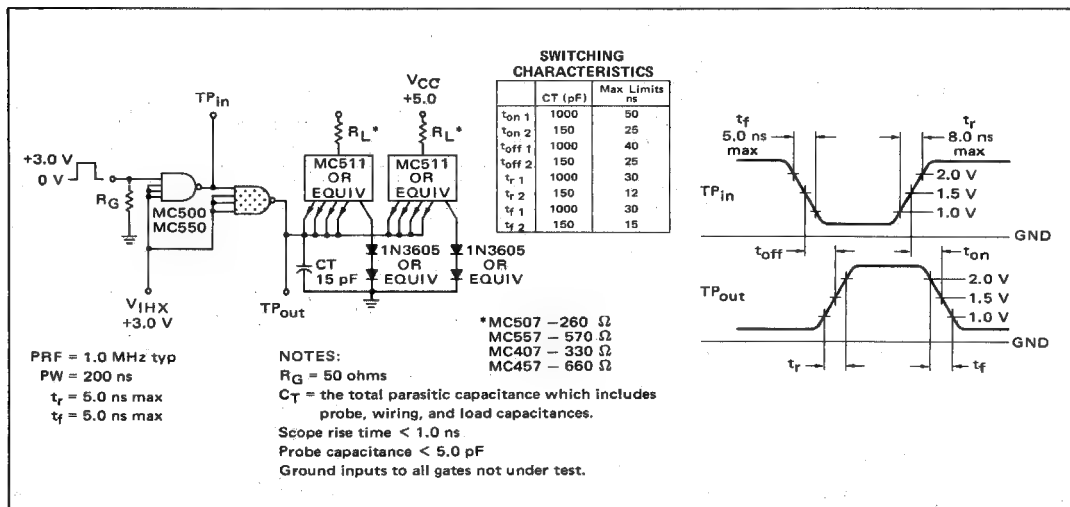 TPin
+3.0 V
0 V
RG
MC500
MC550
VIHX
+3.0 V
VCC
+5.0
RL*
RL*
MC511
OR
EQUIV
MC511
OR
EQUIV
CT
15 pF
1N3605
OR
EQUIV
1N3605
OR
EQUIV
TPout
SWITCHING
CHARACTERISTICS
CT (pF) Max Limits ns
ton 1 1000 50
ton 2 150 25
toff 1 1000 40
toff 2 150 25
tr 1 1000 30
tr 2 150 12
tf 1 1000 30
tf 2 150 15
*MC507 – 260 Ω
MC557 – 570 Ω
MC407 – 330 Ω
MC457 – 660 Ω
tf
5.0 ns
max
tr
8.0 ns
max
TPin
2.0 V
1.5 V
1.0 V
GND
toff
ton
TPout
2.0 V
1.5 V
1.0 V
GND
tr
tf
PRF = 1.0 MHz typ
PW = 200 ns
tr = 5.0 ns max
tf = 5.0 ns max
NOTES:
RG = 50 ohms
CT = the total parasitic capacitance which includes
probe, wiring, and load capacitances.
Scope rise time < 1.0 ns
Probe capacitance < 5.0 pF
Ground inputs to all gates not under test.